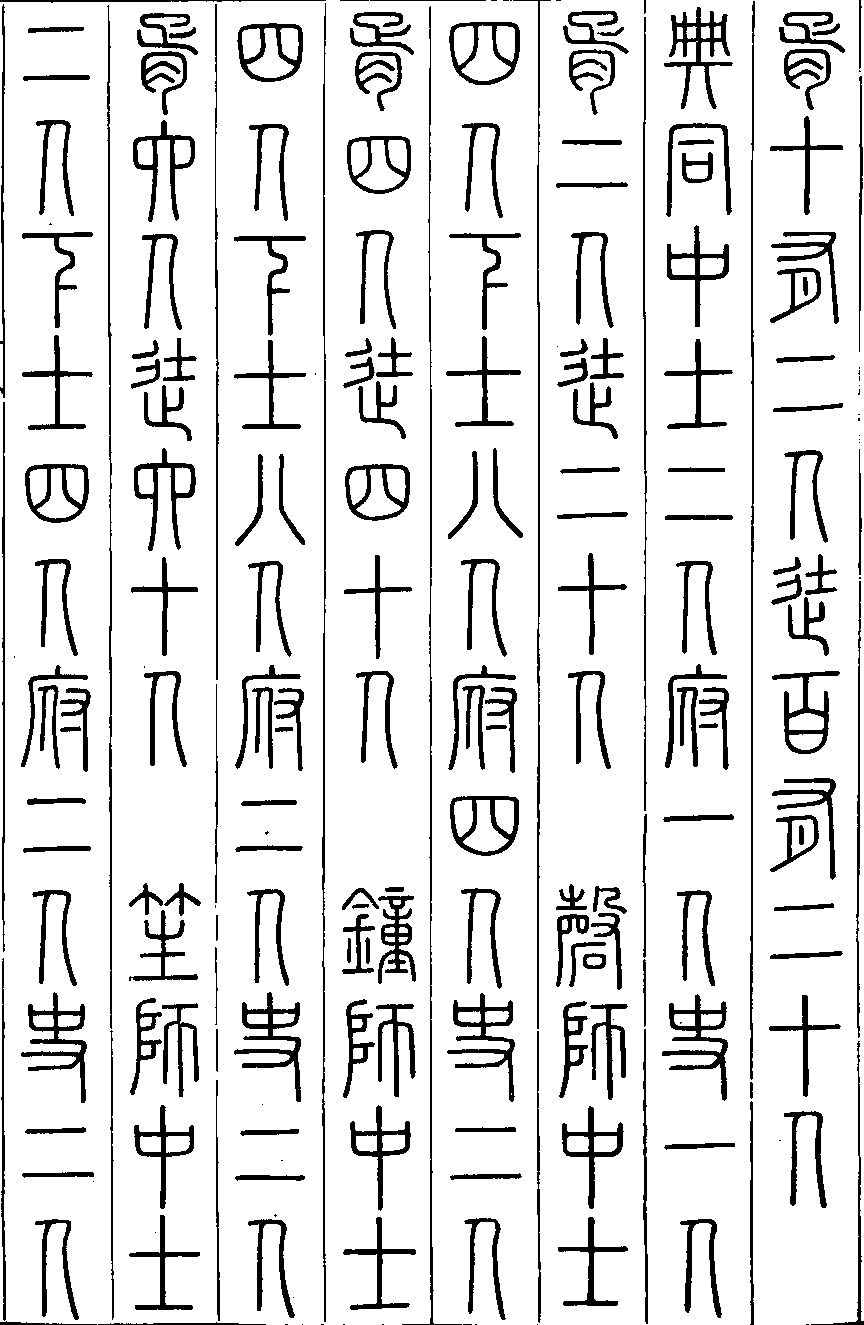 胥十有二人徒百有二十人
典同中士二人府一人史一人
胥二人徒二十人　磬師中士
四人下士八人府四人史二人
胥四人徒四十人　鐘師中士
四人下士八人府二人史二人
胥六人徒六十人　笙師中士
二人下士四人府二人史二人